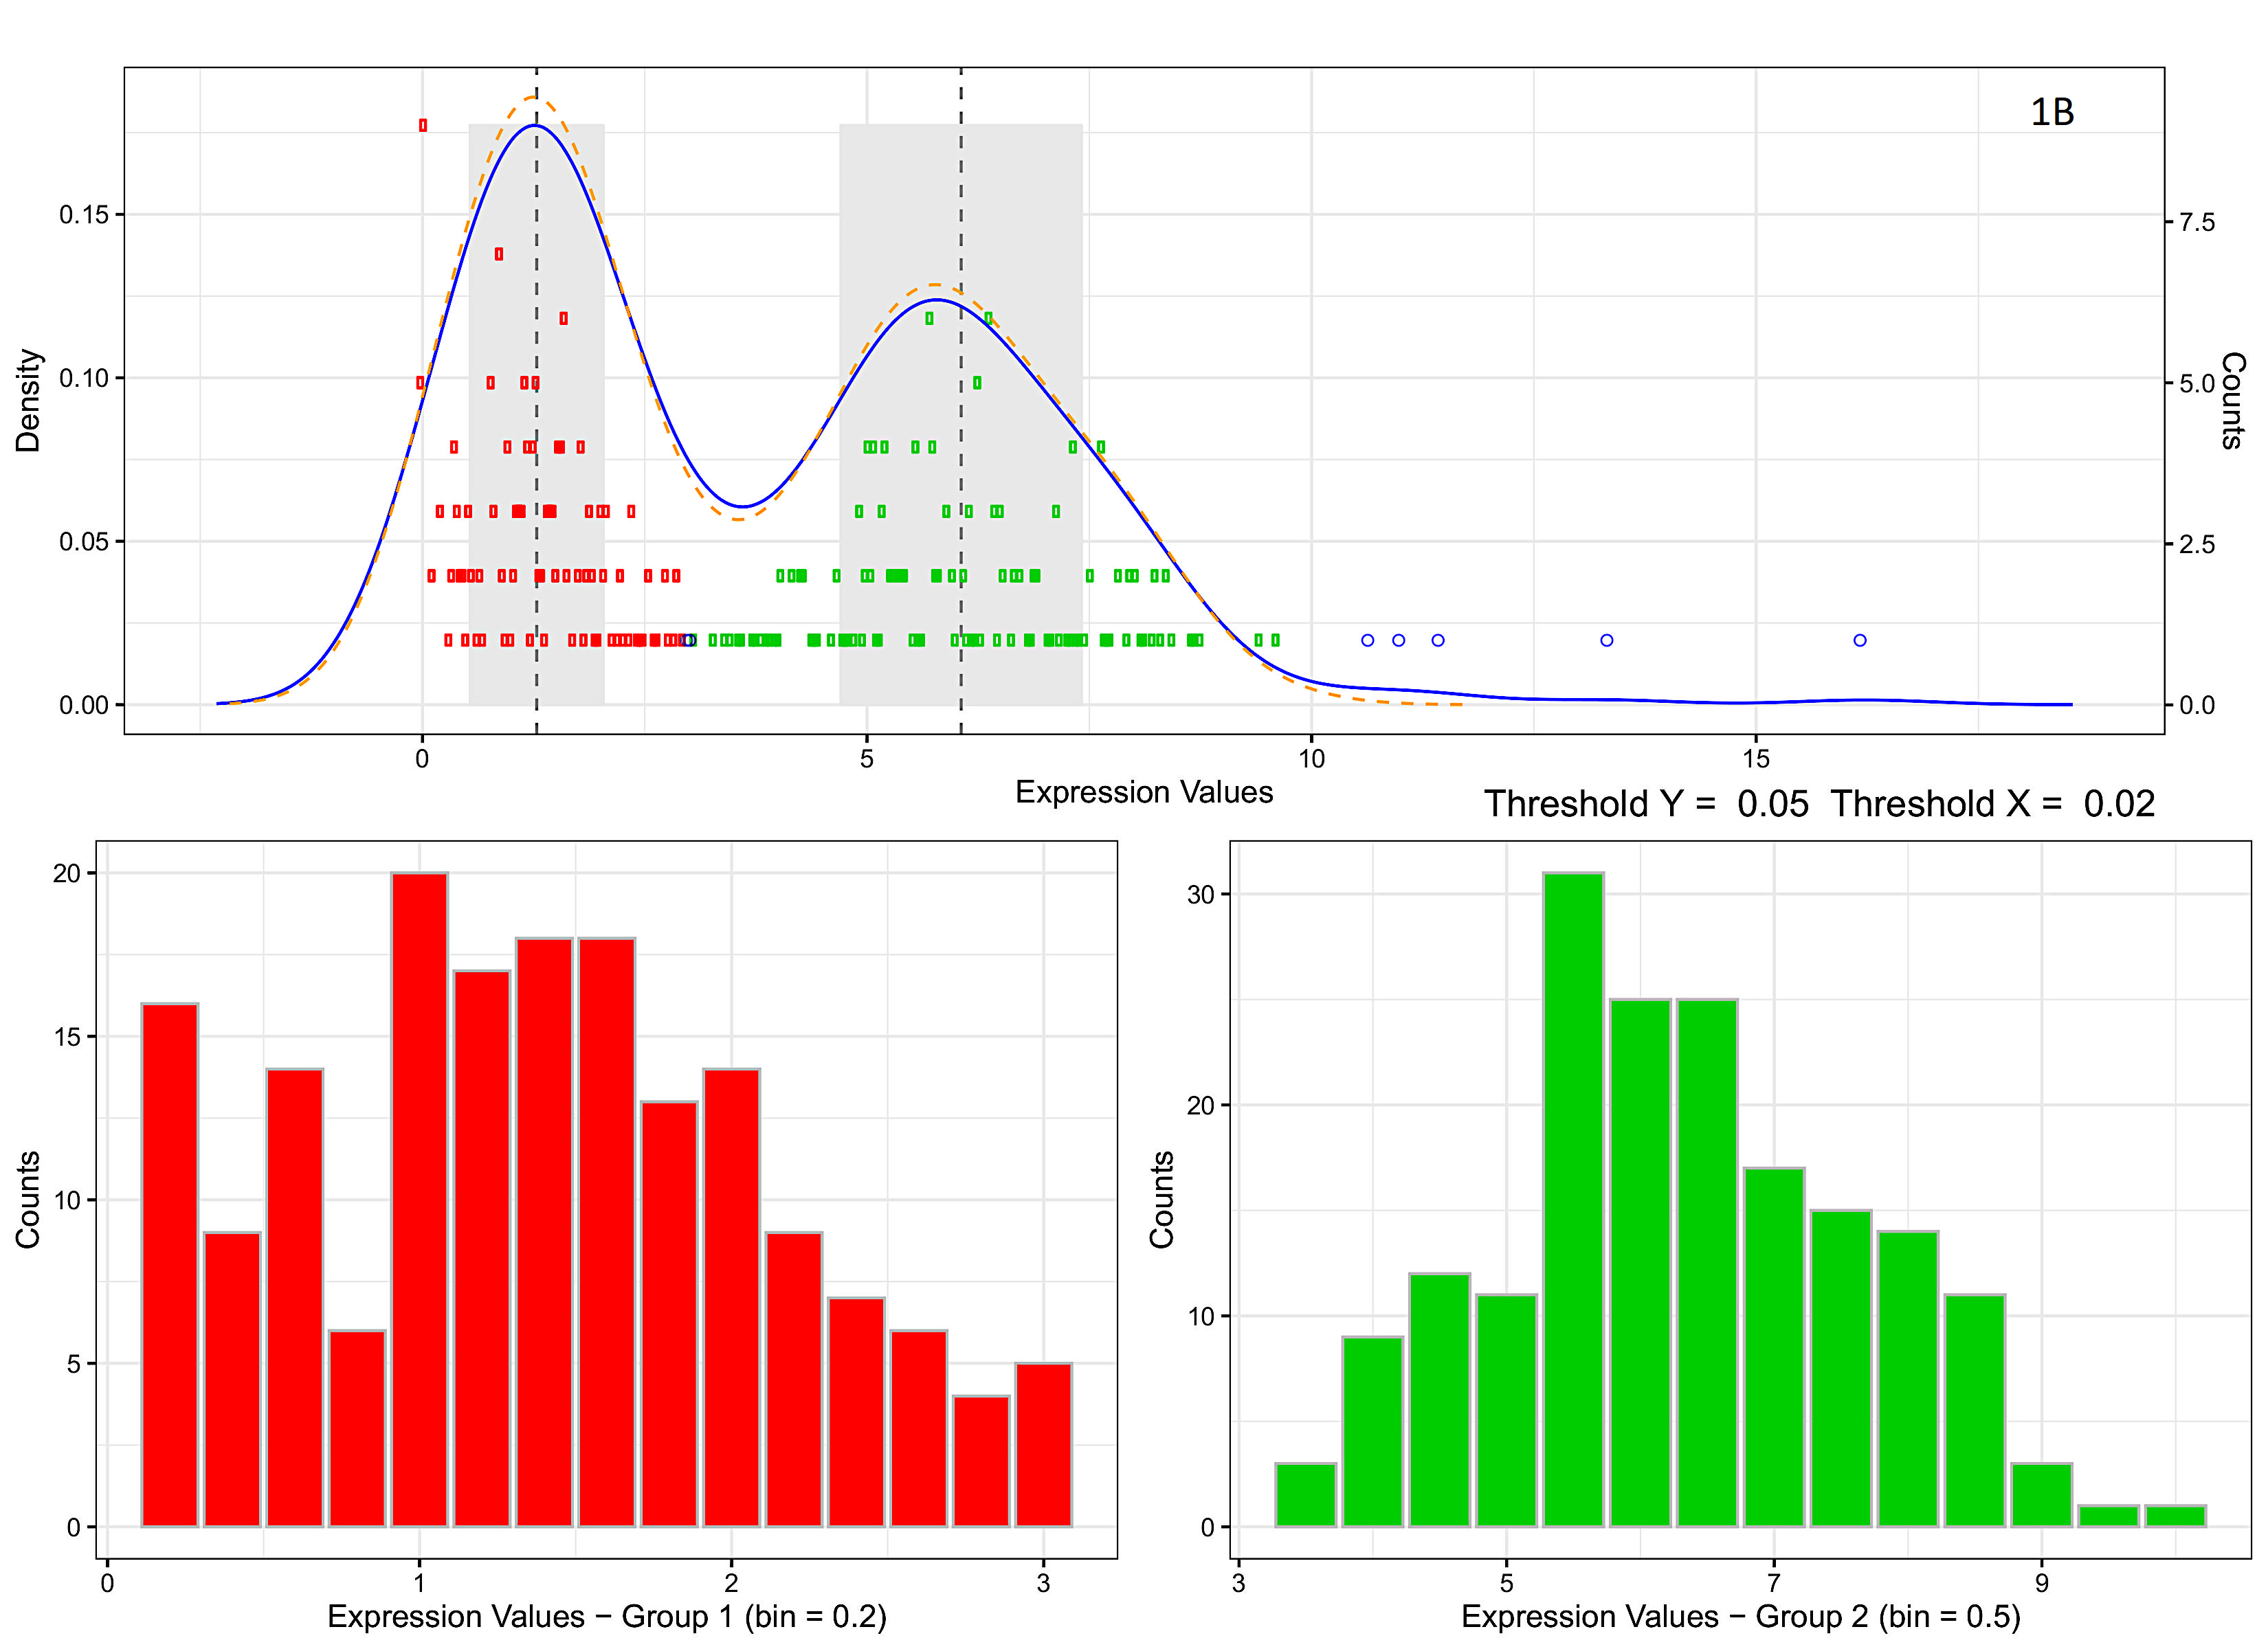 1B
Density
0.15
0.10
0.05
0.00
7.5
5.0
2.5
0.0
Counts
0 5 10 15
Expression Values
Threshold Y = 0.05 Threshold X = 0.02
Counts
20
15
10
5
0
0 1 2 3
Expression Values − Group 1 (bin = 0.2)
Counts
30
20
10
0
3 5 7 9
Expression Values − Group 2 (bin = 0.5)